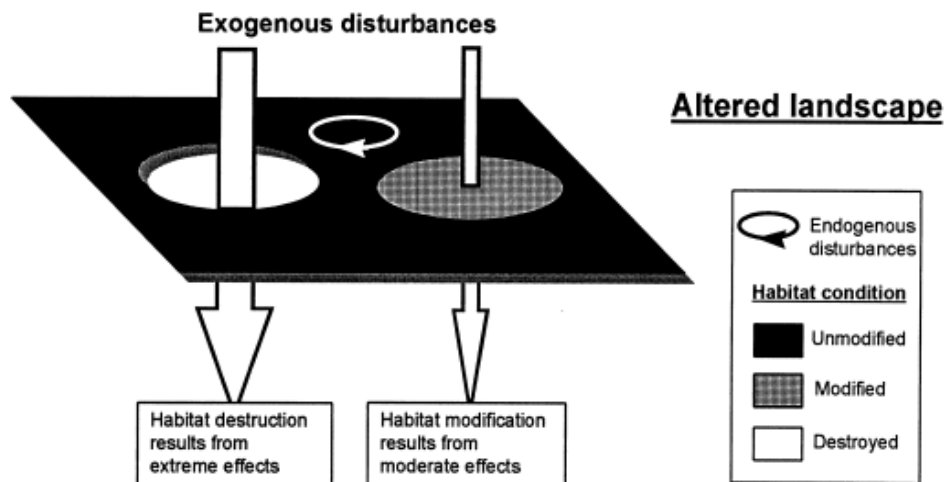 Exogenous disturbances
Altered landscape
Endogenous
disturbances
Habitat condition
Unmodified
Modified
Destroyed
Habitat destruction
results from
extreme effects
Habitat modification
results from
moderate effects